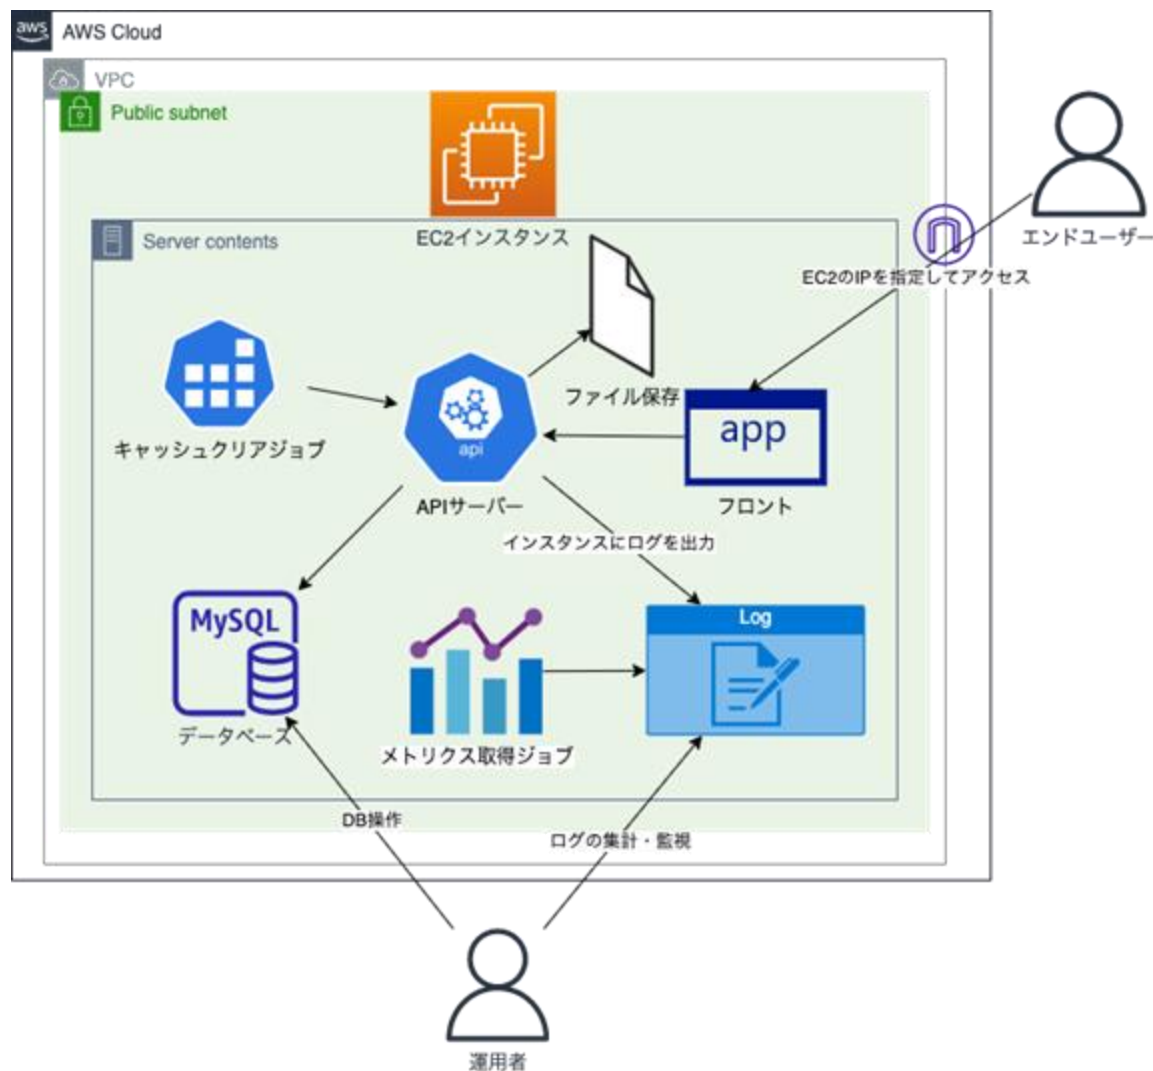 aws
AWS Cloud
VPC
Public subnet
EC2インスタンス
エンドユーザー
Server contents
EC2のIPを指定してアクセス
ファイル保存
app
キャッシュクリアジョブ
api
APIサーバー
フロント
インスタンスにログを出力
MySQL
Log
データベース
メトリクス取得ジョブ
DB操作
ログの集計・監視
運用者